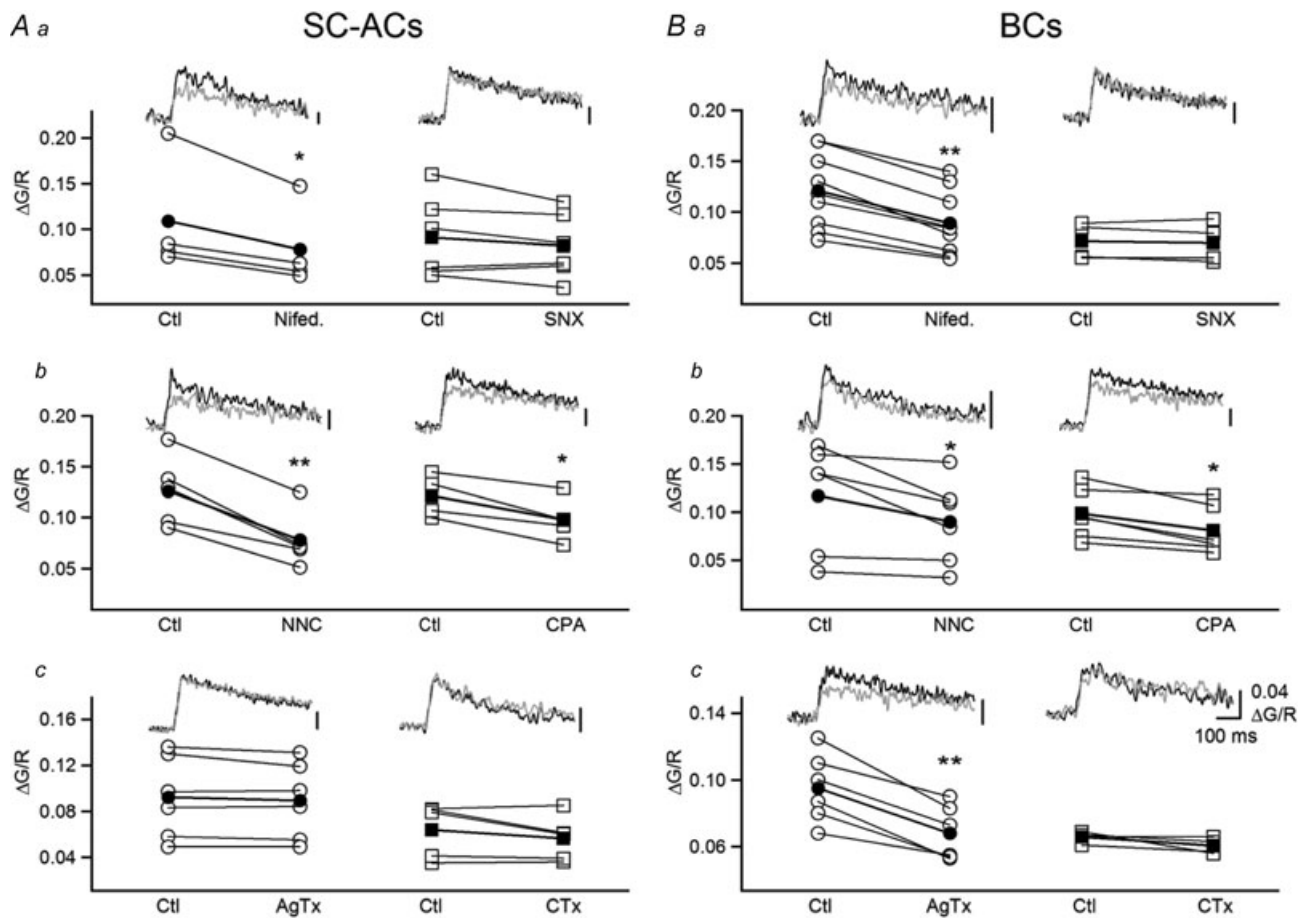 A a SC-ACs B a BCs
0.20 0.20
* **
0.15 0.15
ΔG/R ΔG/R
0.10 0.10
0.05 0.05
Ctl Nifed. Ctl SNX Ctl Nifed. Ctl SNX
b b
0.20 0.20
** * * *
0.15 0.15
ΔG/R ΔG/R
0.10 0.10
0.05 0.05
Ctl NNC Ctl CPA Ctl NNC Ctl CPA
c c
0.04
ΔG/R
100 ms
0.16 0.14
**
0.12
ΔG/R ΔG/R
0.10
0.08
0.06
0.04
Ctl AgTx Ctl CTx Ctl AgTx Ctl CTx